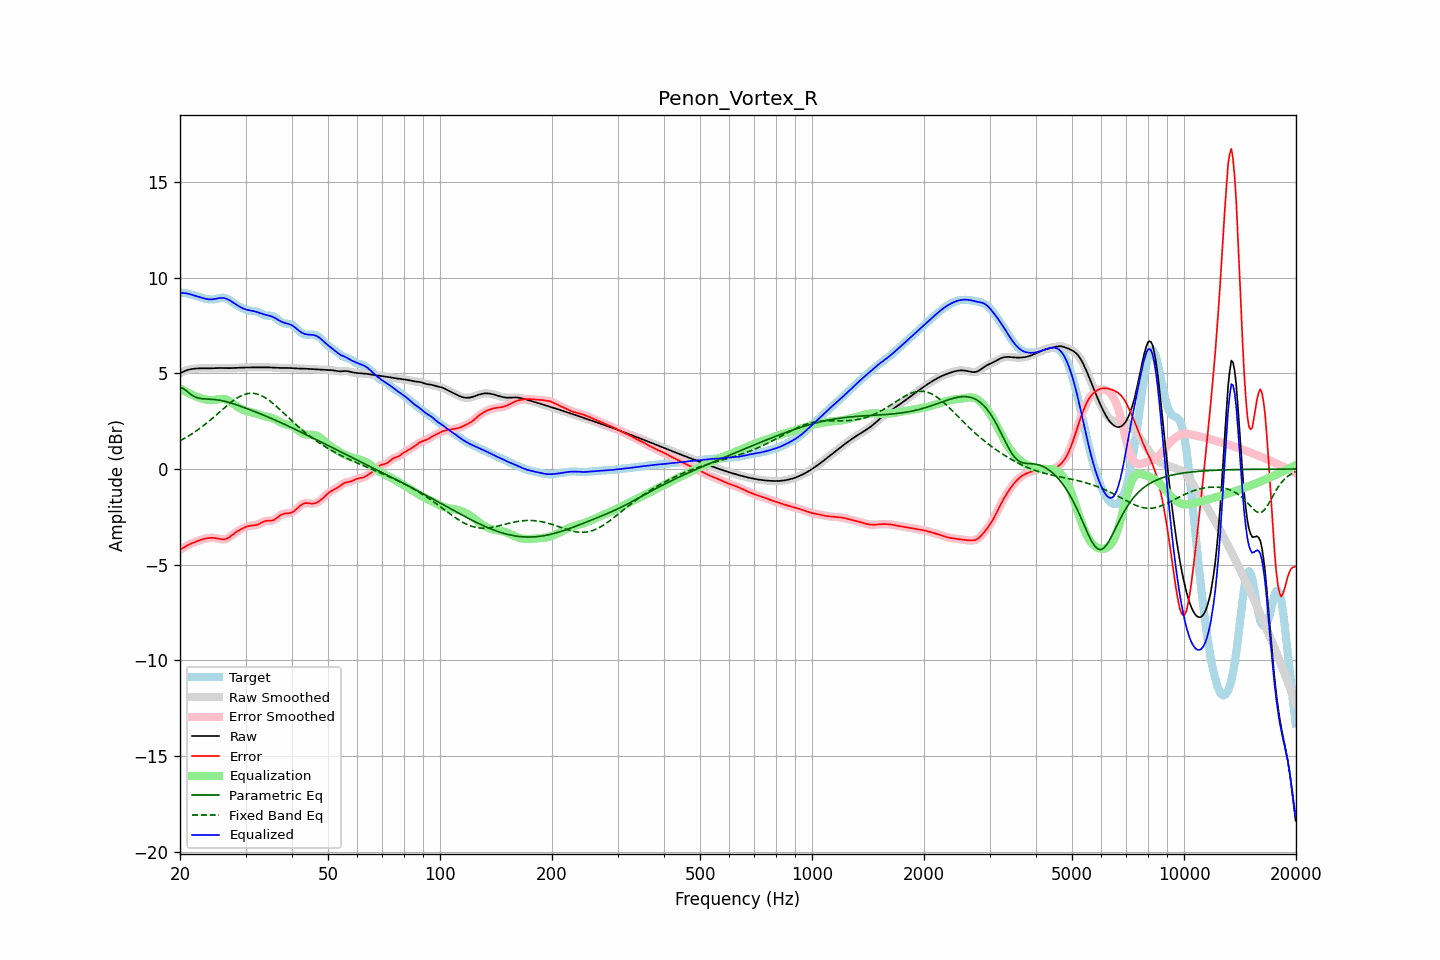 Penon_Vortex_R
Amplitude (dBr)
15
10
5
0
−5
−10
−15
−20
Target
Raw Smoothed
Error Smoothed
Raw
Error
Equalization
Parametric Eq
Fixed Band Eq
Equalized
20 50 100 200 500 1000 2000 5000 10000 20000
Frequency (Hz)